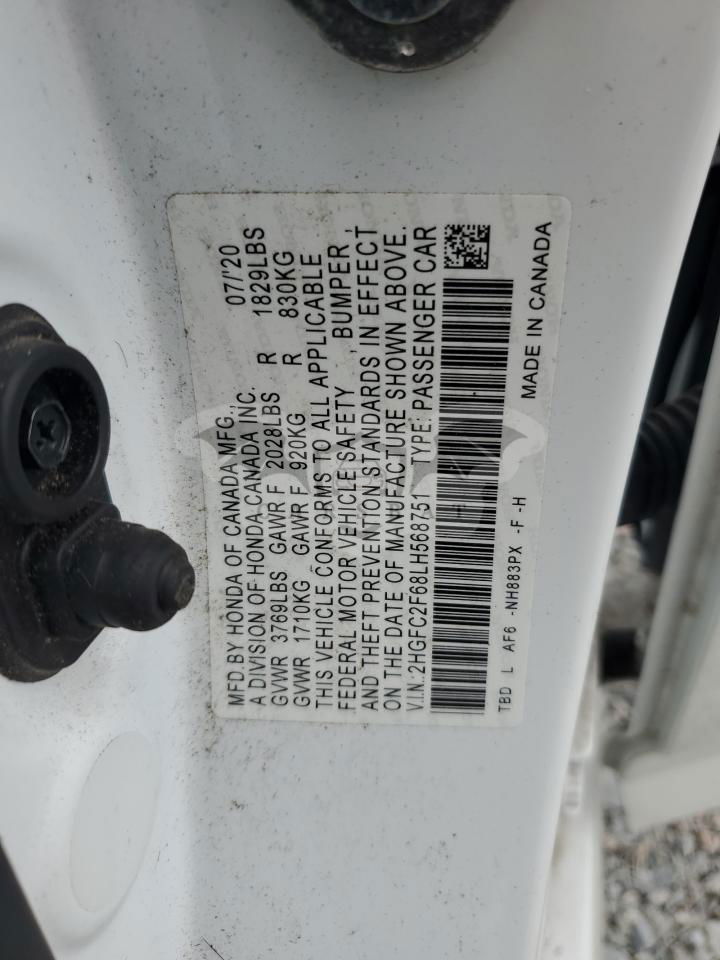 MFD.BY HONDA OF CANADA MFG., 07/'20
A DIVISION OF HONDA CANADA INC.
GVWR 3769LBS GAWR F 2028LBS R 1829LBS
GVWR 1710KG GAWR F 920KG R 830KG
THIS VEHICLE CONFORMS TO ALL APPLICABLE
FEDERAL MOTOR VEHICLE SAFETY , BUMPER ,
AND THEFT PREVENTION STANDARDS IN EFFECT
ON THE DATE OF MANUFACTURE SHOWN ABOVE.
V.I.N.:2HGFC2F68LH568751 TYPE: PASSENGER CAR
TBD L AF6 -NH883PX -F -H
MADE IN CANADA